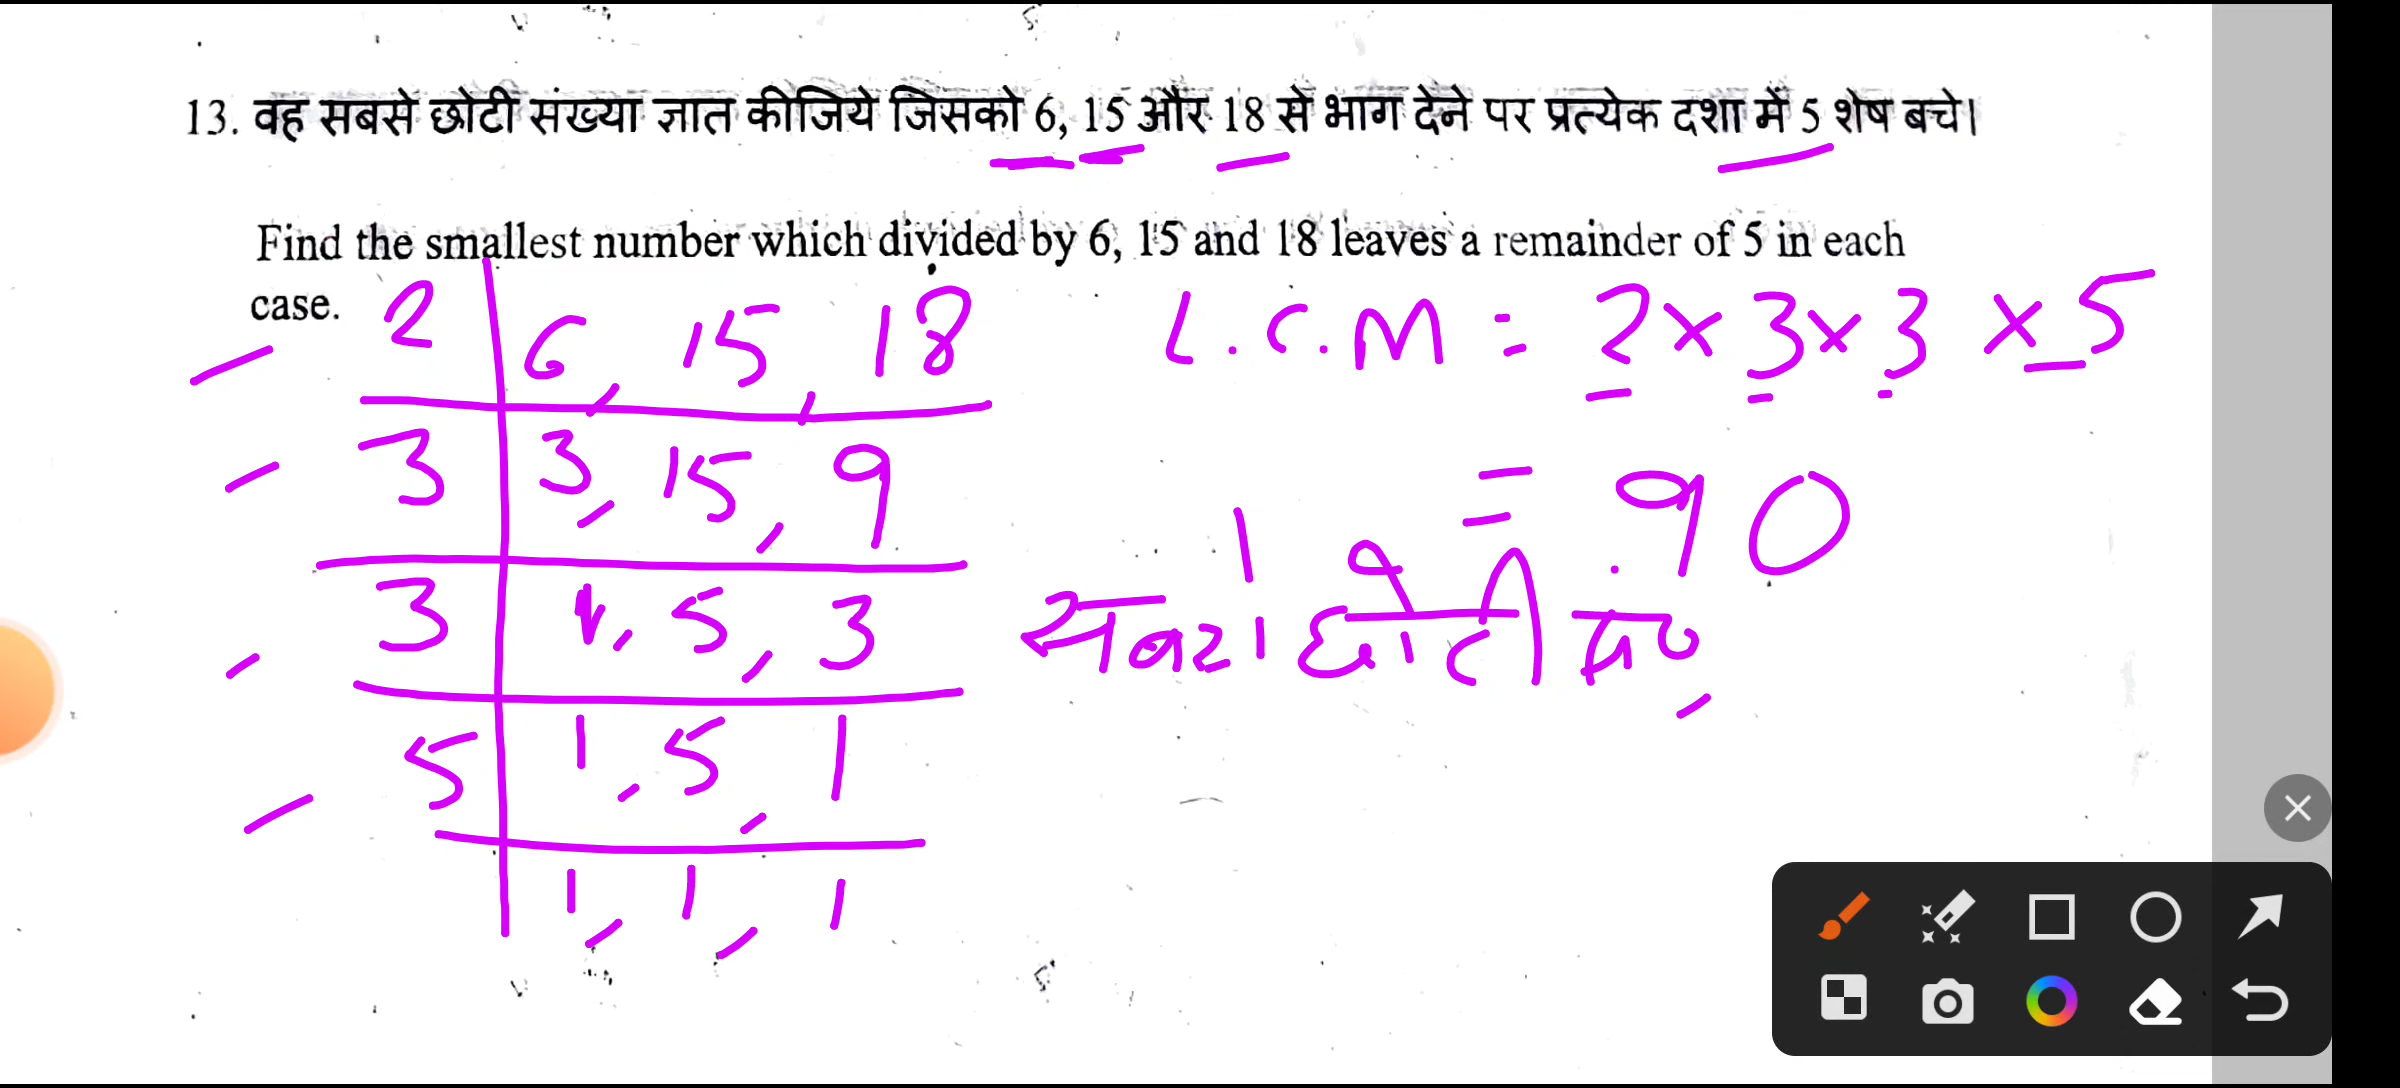 13. वह सबसे छोटी संख्या ज्ञात कीजिये जिसको 6, 15 और 18 से भाग देने पर प्रत्येक दशा में 5 शेष बचे।
Find the smallest number which divided by 6, 15 and 18 leaves a remainder of 5 in each
case.
2 | 6, 15, 18
3 | 3, 15, 9
3 | 1, 5, 3
5 | 1, 5, 1
1, 1, 1
L.C.M = 2 × 3 × 3 × 5
= 90
छोटी